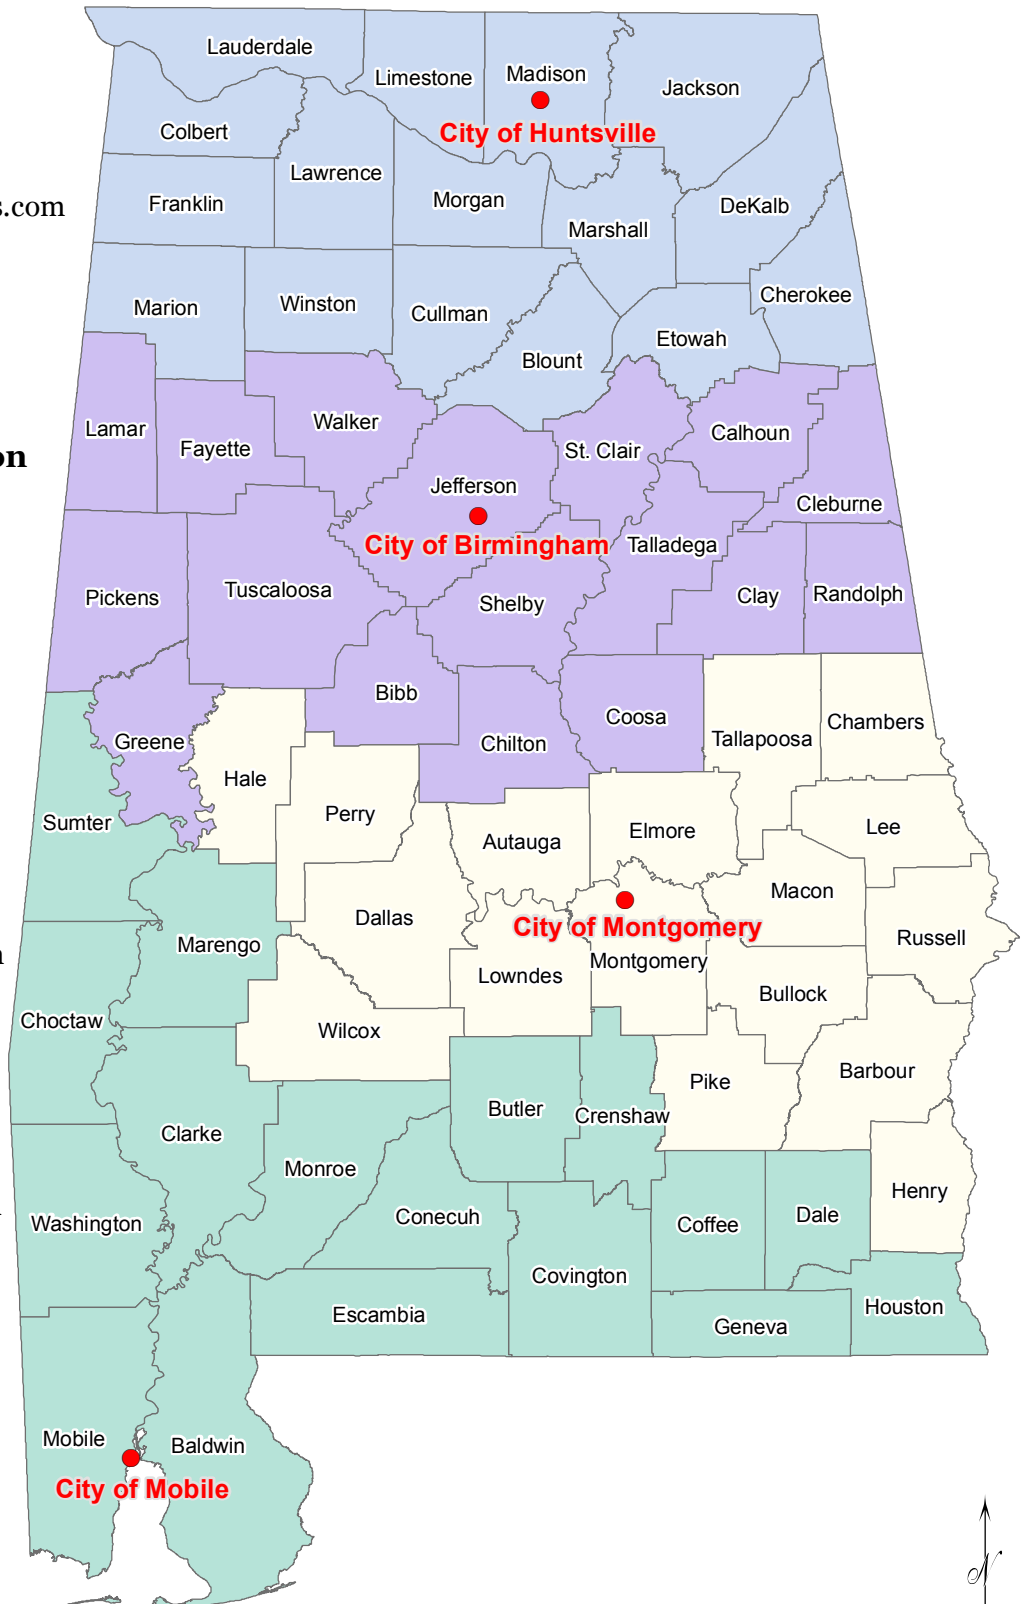 Lauderdale
Limestone
Madison
Jackson
City of Huntsville
Colbert
Lawrence
Franklin
Morgan
DeKalb
s.com
Marshall
Marion
Winston
Cullman
Cherokee
Etowah
Blount
Lamar
Fayette
Walker
St. Clair
Calhoun
on
Jefferson
Cleburne
City of Birmingham
Talladega
Pickens
Tuscaloosa
Shelby
Clay
Randolph
Bibb
Coosa
Chambers
Greene
Chilton
Tallapoosa
Hale
Sumter
Perry
Autauga
Elmore
Lee
Macon
Dallas
City of Montgomery
Marengo
Russell
Lowndes
Montgomery
Bullock
Choctaw
Wilcox
Pike
Barbour
Butler
Crenshaw
Clarke
Monroe
Henry
Washington
Conecuh
Coffee
Dale
Covington
Escambia
Geneva
Houston
Mobile
Baldwin
City of Mobile
N